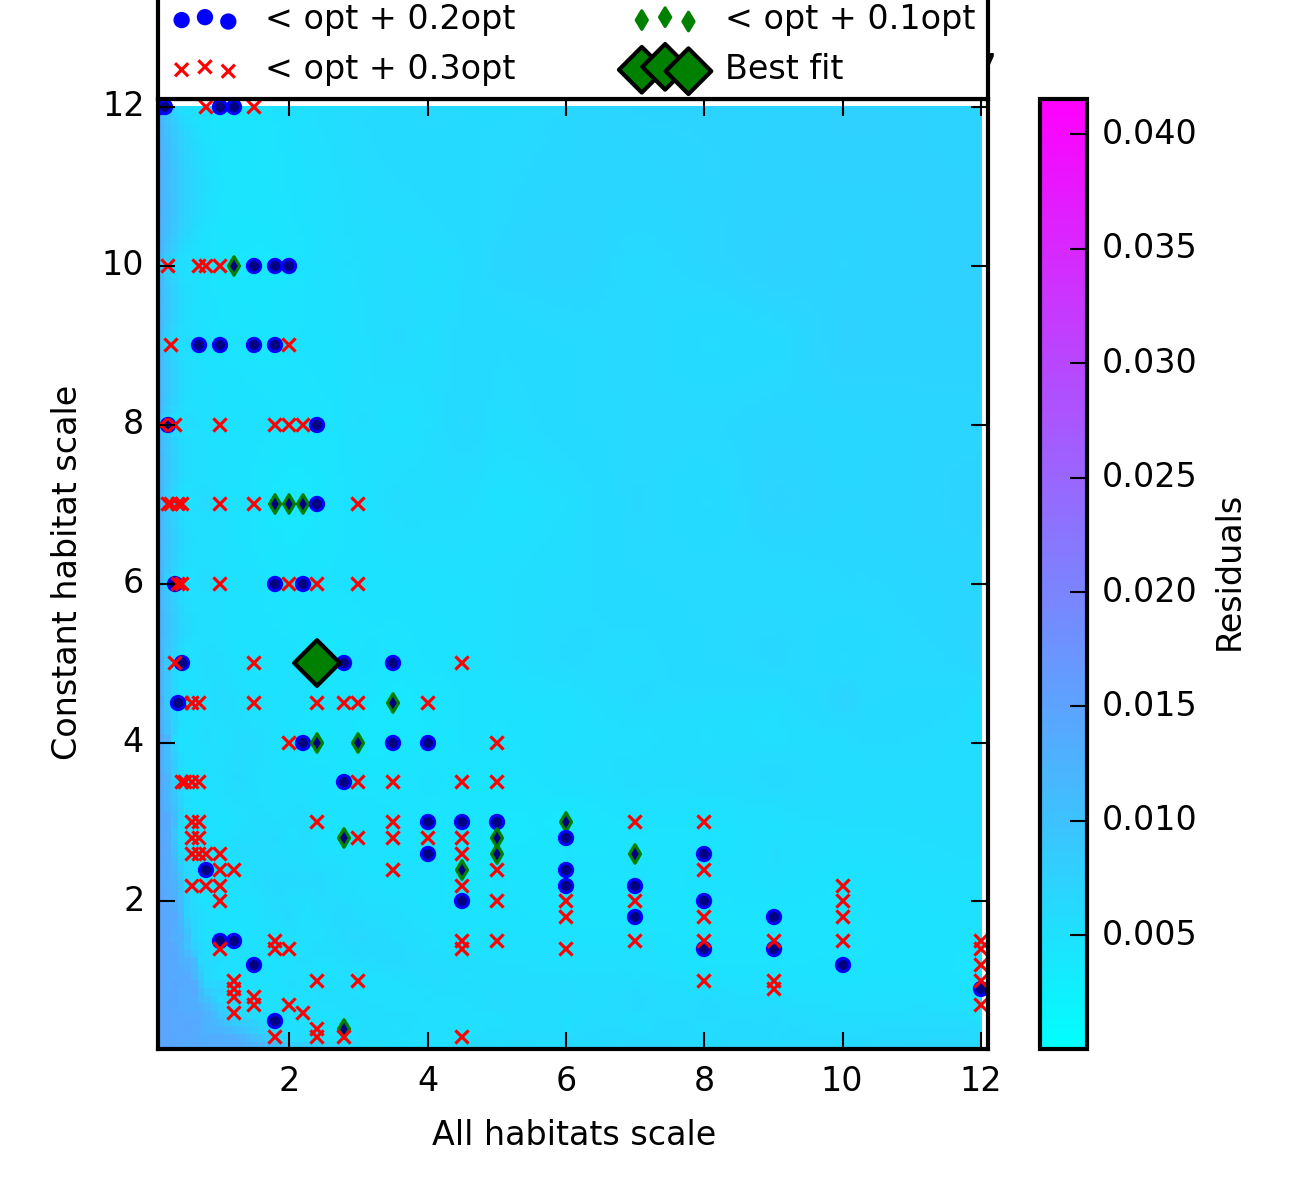 < opt + 0.2opt < opt + 0.1opt
< opt + 0.3opt Best fit
12
10
8
6
4
2
2 4 6 8 10 12
All habitats scale
Constant habitat scale
0.040
0.035
0.030
0.025
0.020
0.015
0.010
0.005
Residuals